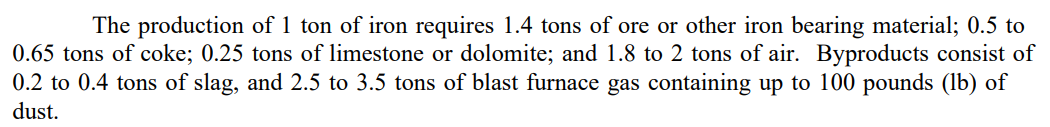 The production of 1 ton of iron requires 1.4 tons of ore or other iron bearing material; 0.5 to
0.65 tons of coke; 0.25 tons of limestone or dolomite; and 1.8 to 2 tons of air.  Byproducts consist of
0.2 to 0.4 tons of slag, and 2.5 to 3.5 tons of blast furnace gas containing up to 100 pounds (lb) of
dust.